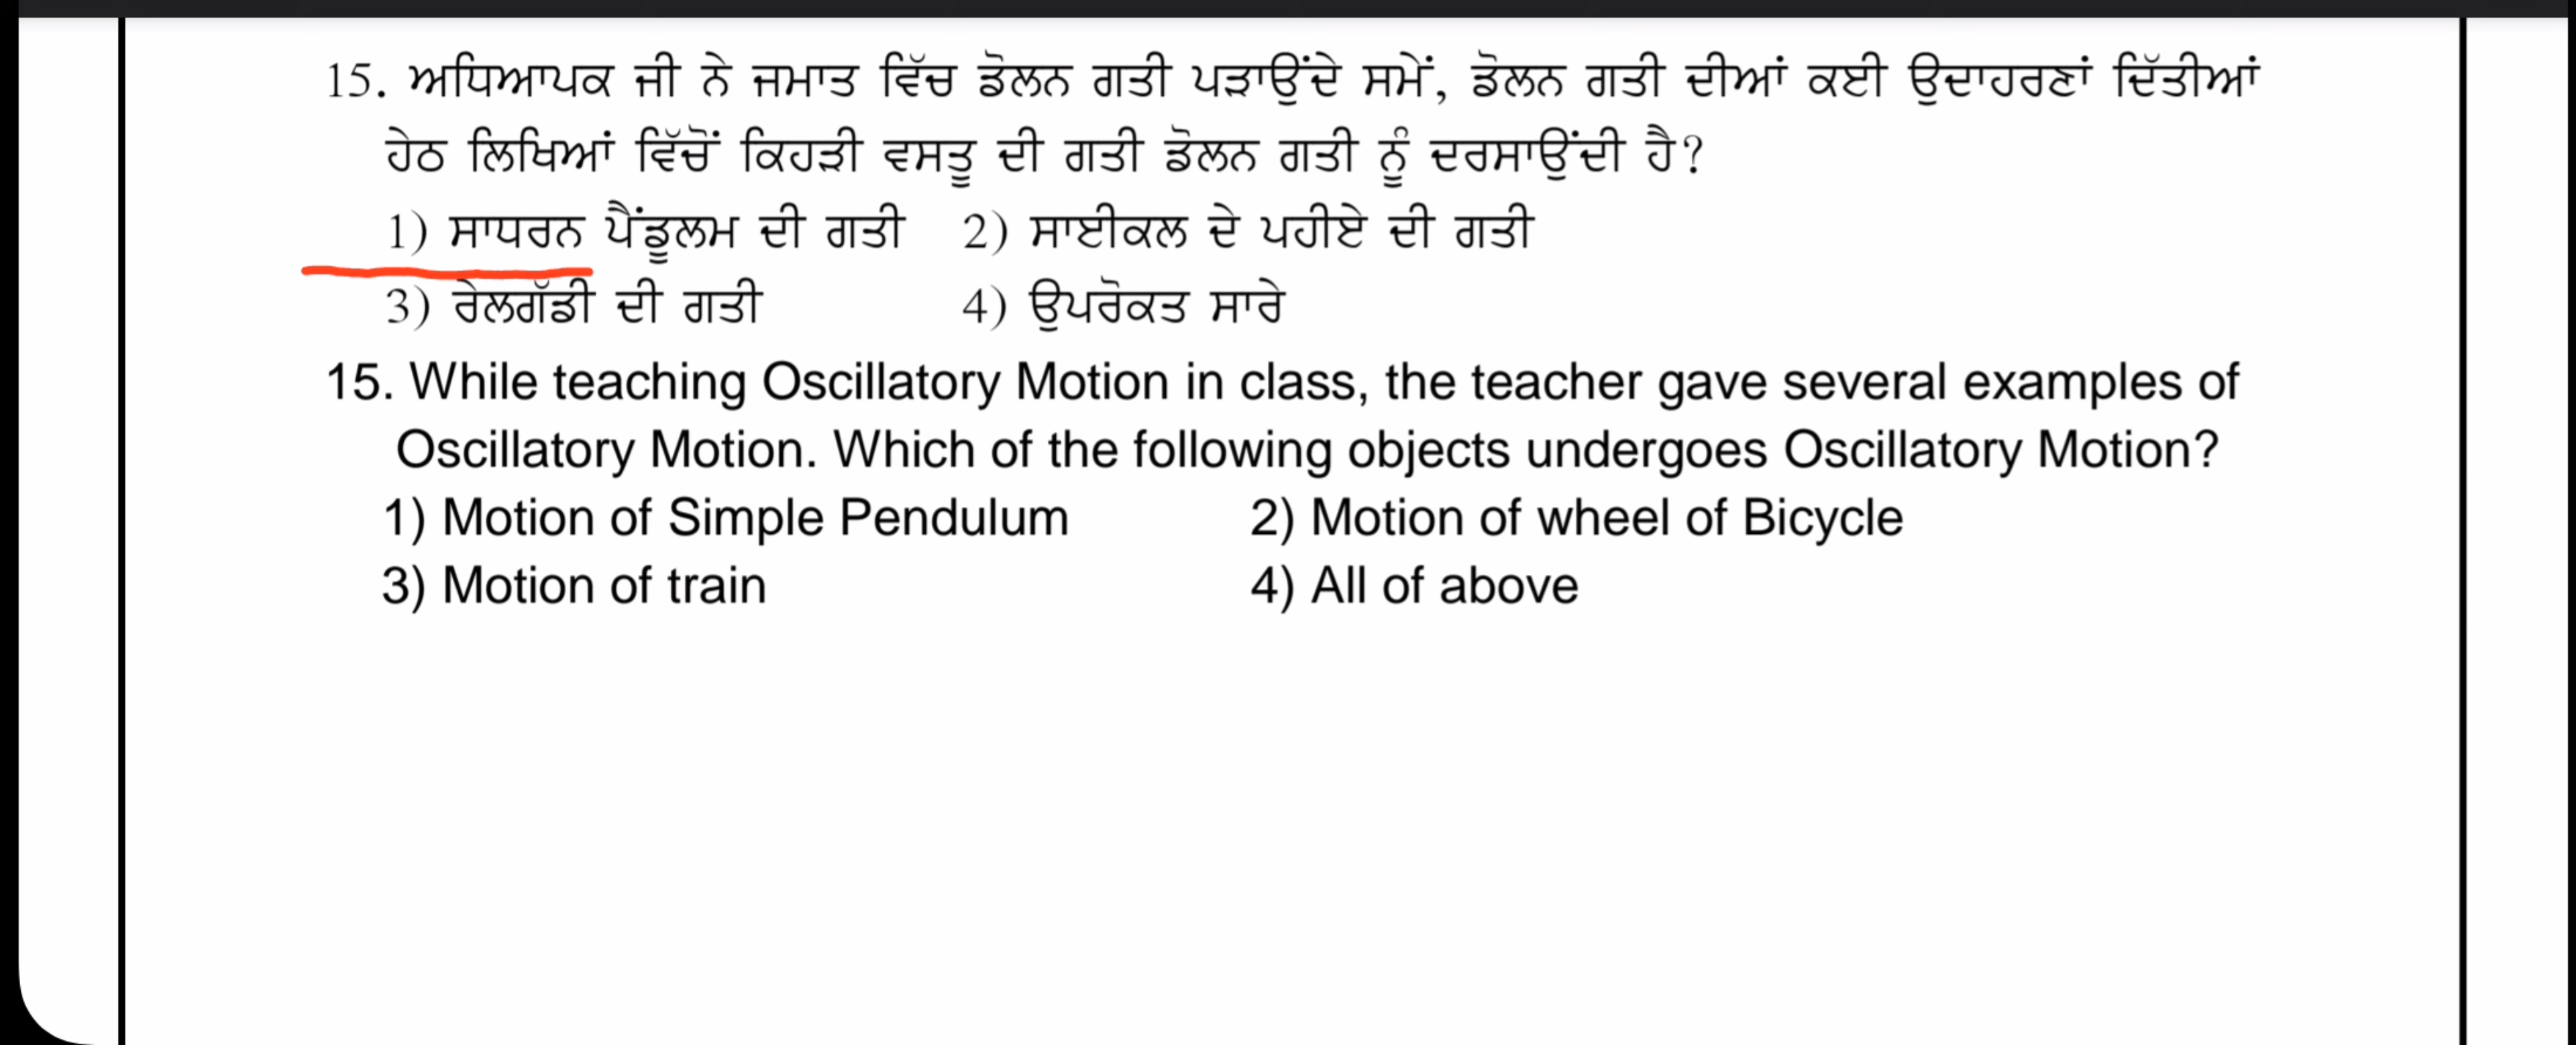 15. ਅਧਿਆਪਕ ਜੀ ਨੇ ਜਮਾਤ ਵਿੱਚ ਡੋਲਨ ਗਤੀ ਪੜਾਉਂਦੇ ਸਮੇਂ, ਡੋਲਨ ਗਤੀ ਦੀਆਂ ਕਈ ਉਦਾਹਰਣਾਂ ਦਿੱਤੀਆਂ
ਹੇਠ ਲਿਖਿਆਂ ਵਿੱਚੋਂ ਕਿਹੜੀ ਵਸਤੂ ਦੀ ਗਤੀ ਡੋਲਨ ਗਤੀ ਨੂੰ ਦਰਸਾਉਂਦੀ ਹੈ?
1) ਸਾਧਰਨ ਪੈਂਡੂਲਮ ਦੀ ਗਤੀ 2) ਸਾਈਕਲ ਦੇ ਪਹੀਏ ਦੀ ਗਤੀ
3) ਰੇਲਗੱਡੀ ਦੀ ਗਤੀ 4) ਉਪਰੋਕਤ ਸਾਰੇ
15. While teaching Oscillatory Motion in class, the teacher gave several examples of
Oscillatory Motion. Which of the following objects undergoes Oscillatory Motion?
1) Motion of Simple Pendulum 2) Motion of wheel of Bicycle
3) Motion of train 4) All of above